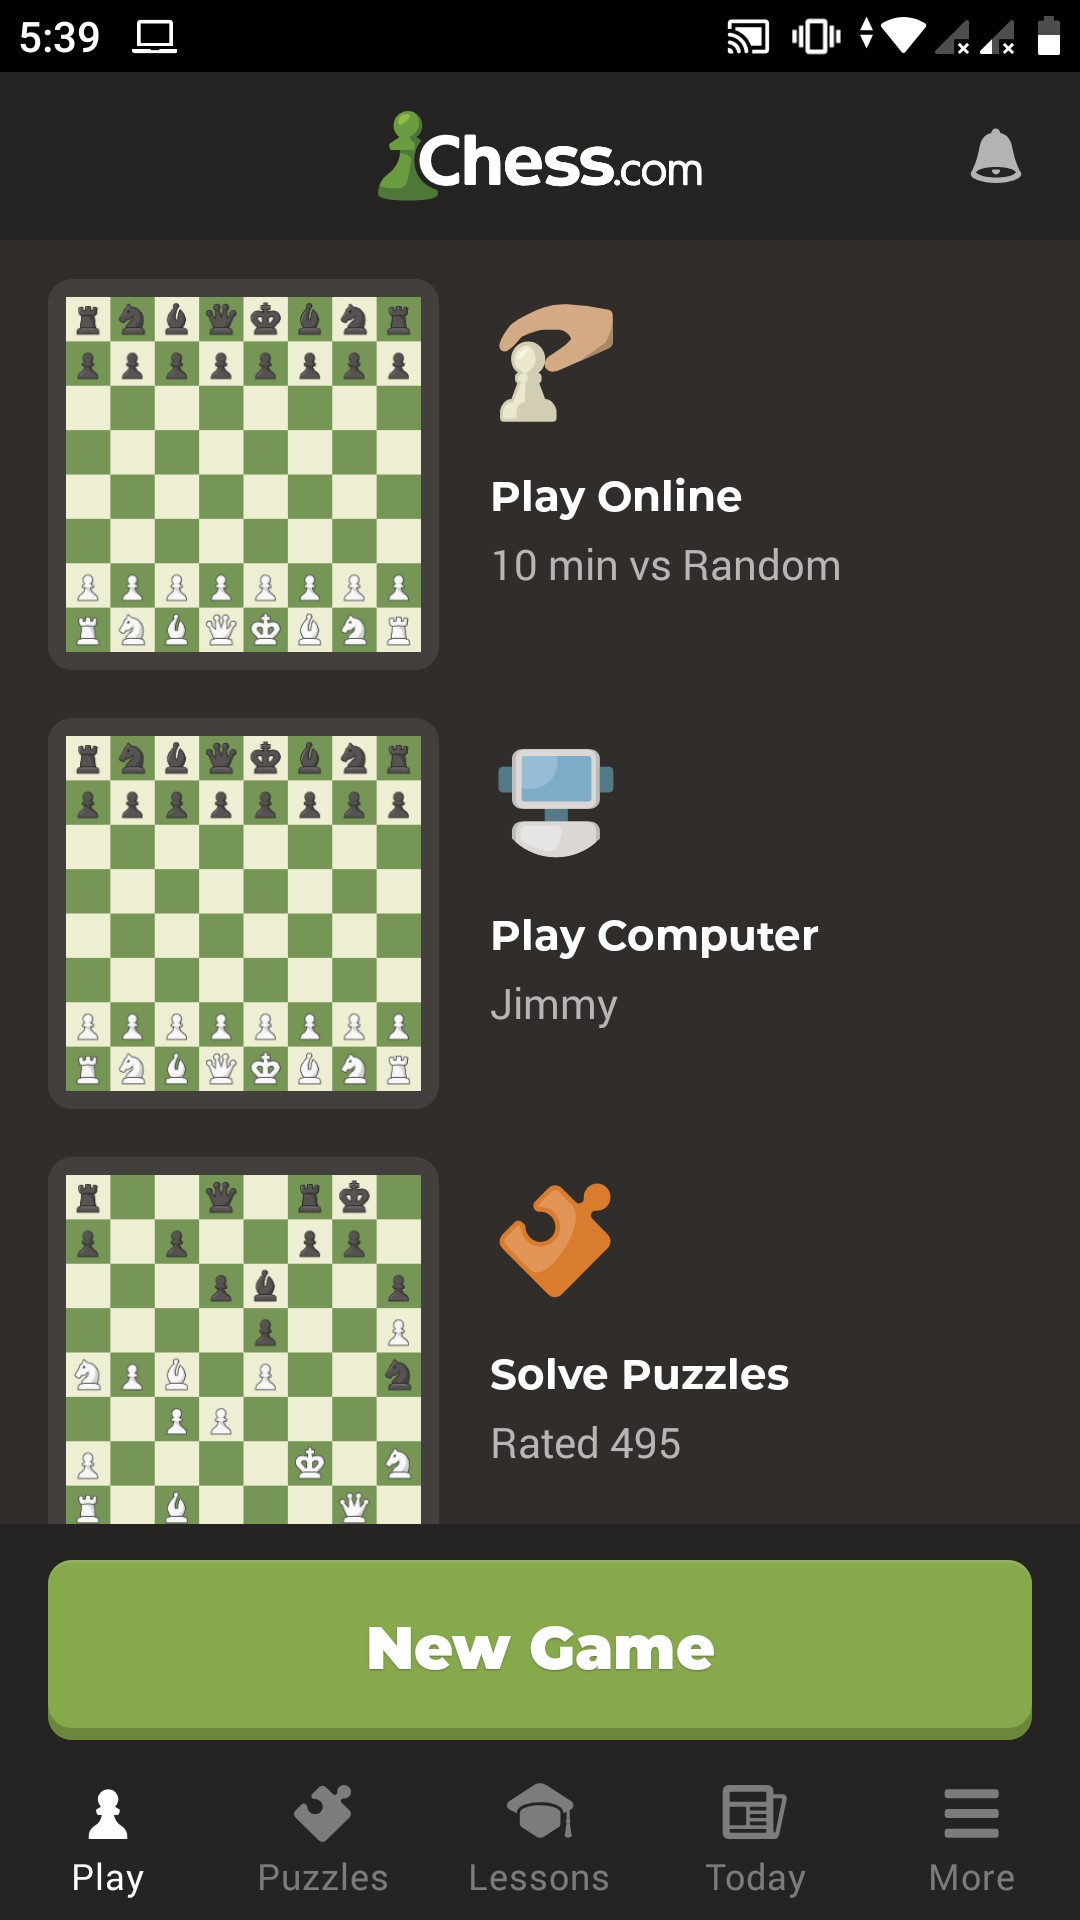 5:39
Chess.com
Play Online
10 min vs Random
Play Computer
Jimmy
Solve Puzzles
Rated 495
New Game
Play
Puzzles
Lessons
Today
More